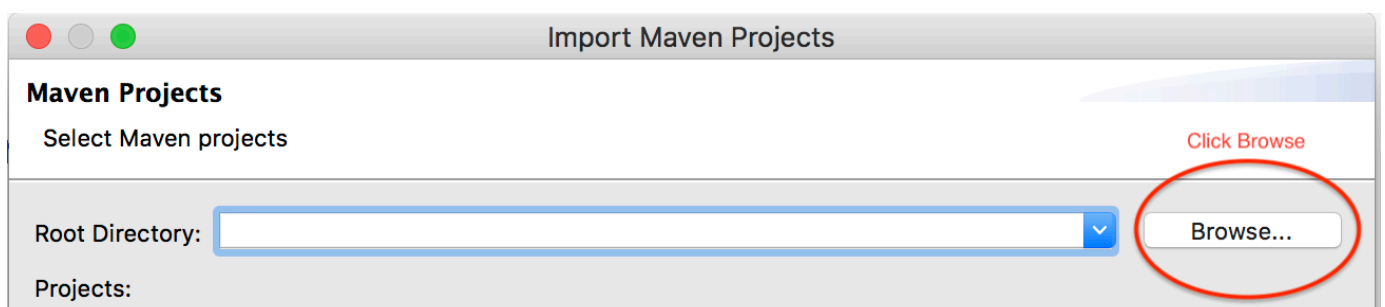 Import Maven Projects
Maven Projects
Select Maven projects
Click Browse
Root Directory:
Browse...
Projects: